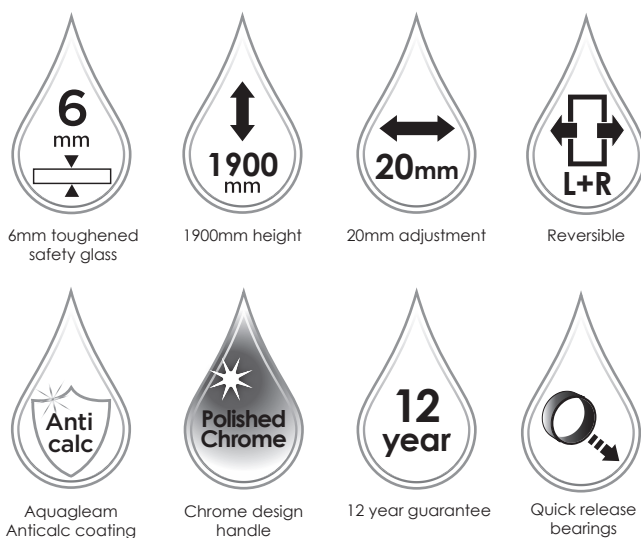 6
mm
6mm toughened
safety glass
1900
mm
1900mm height
20mm
20mm adjustment
L+R
Reversible
Anti
calc
Aquagleam
Anticalc coating
Polished
Chrome
Chrome design
handle
12
year
12 year guarantee
Quick release
bearings